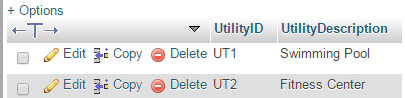 + Options
UtilityID UtilityDescription
Edit Copy Delete UT1 Swimming Pool
Edit Copy Delete UT2 Fitness Center